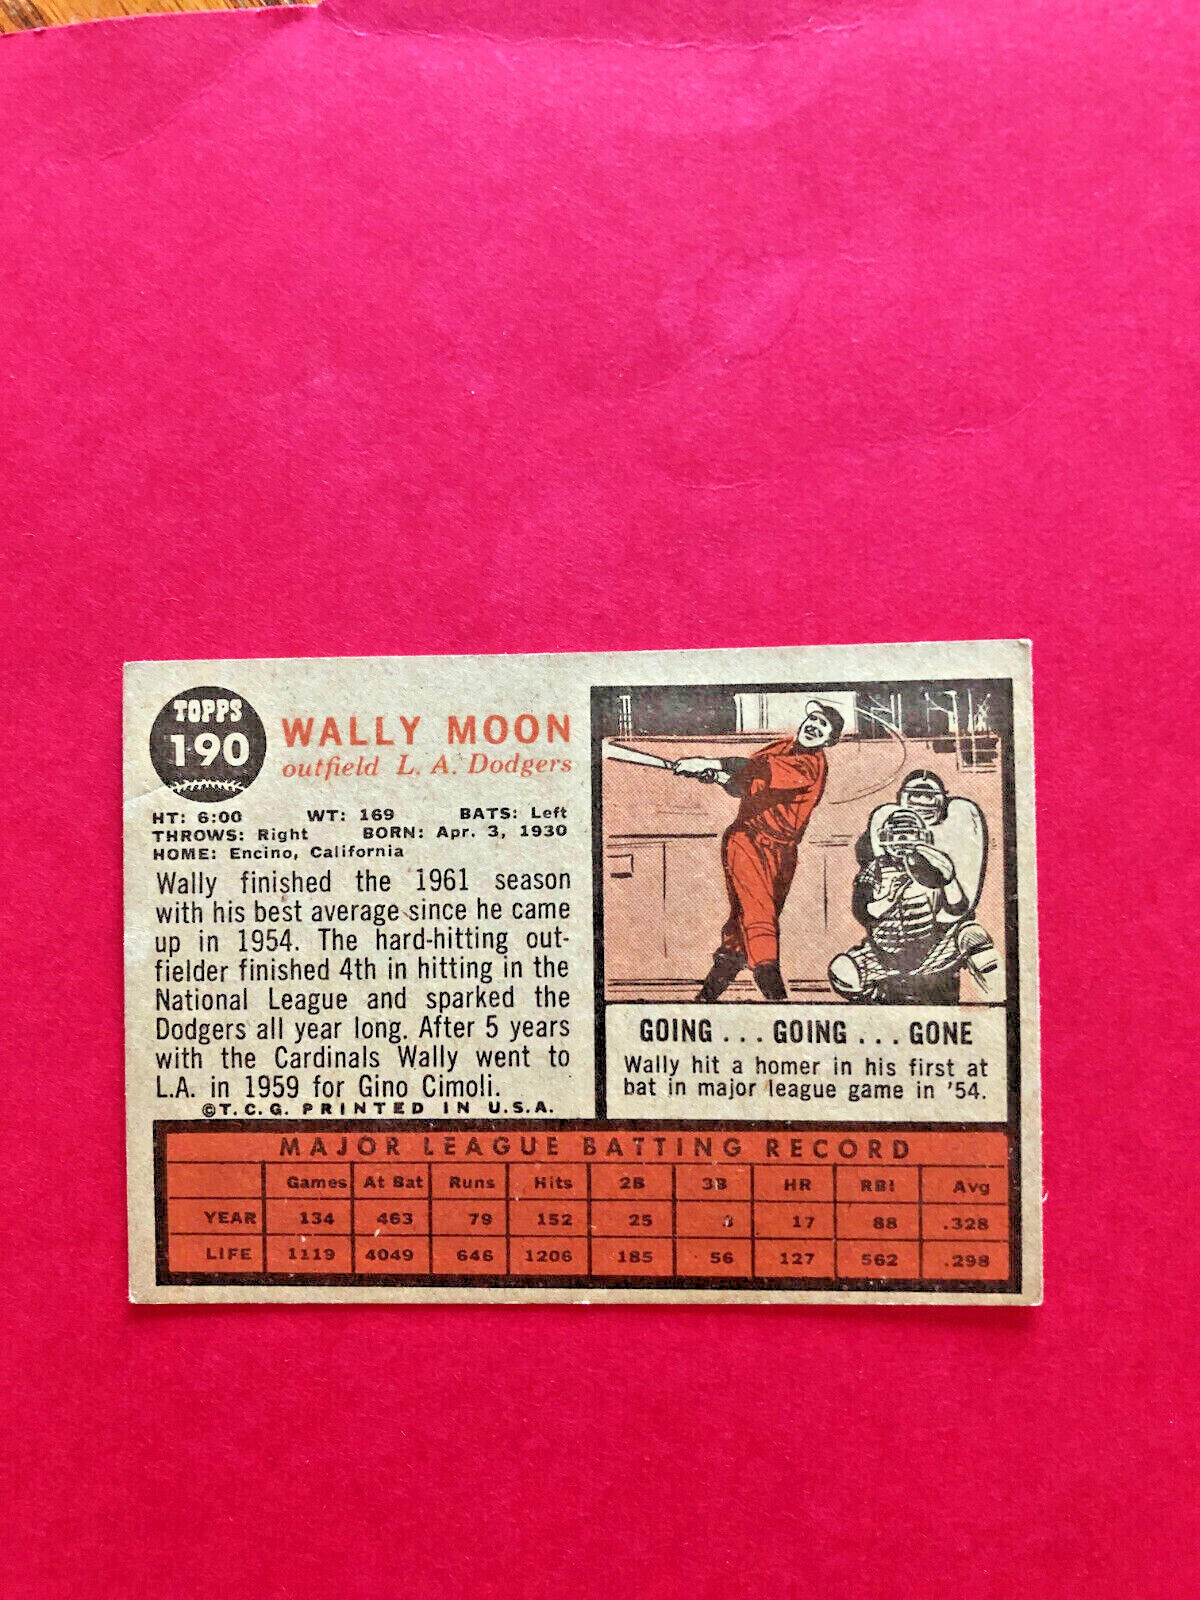 TOPPS
190
WALLY MOON
outfield L. A. Dodgers
HT: 6:00 WT: 169 BATS: Left
THROWS: Right BORN: Apr. 3, 1930
HOME: Encino, California
Wally finished the 1961 season
with his best average since he came
up in 1954. The hard-hitting out-
fielder finished 4th in hitting in the
National League and sparked the
Dodgers all year long. After 5 years
with the Cardinals Wally went to
L.A. in 1959 for Gino Cimoli.
©T.C.G. PRINTED IN U.S.A.
GOING . . . GOING . . . GONE
Wally hit a homer in his first at
bat in major league game in '54.
MAJOR LEAGUE BATTING RECORD
Games At Bat Runs Hits 2B 3B HR RBI Avg
YEAR 134 463 79 152 25 17 88 .328
LIFE 1119 4049 646 1206 185 56 127 562 .298